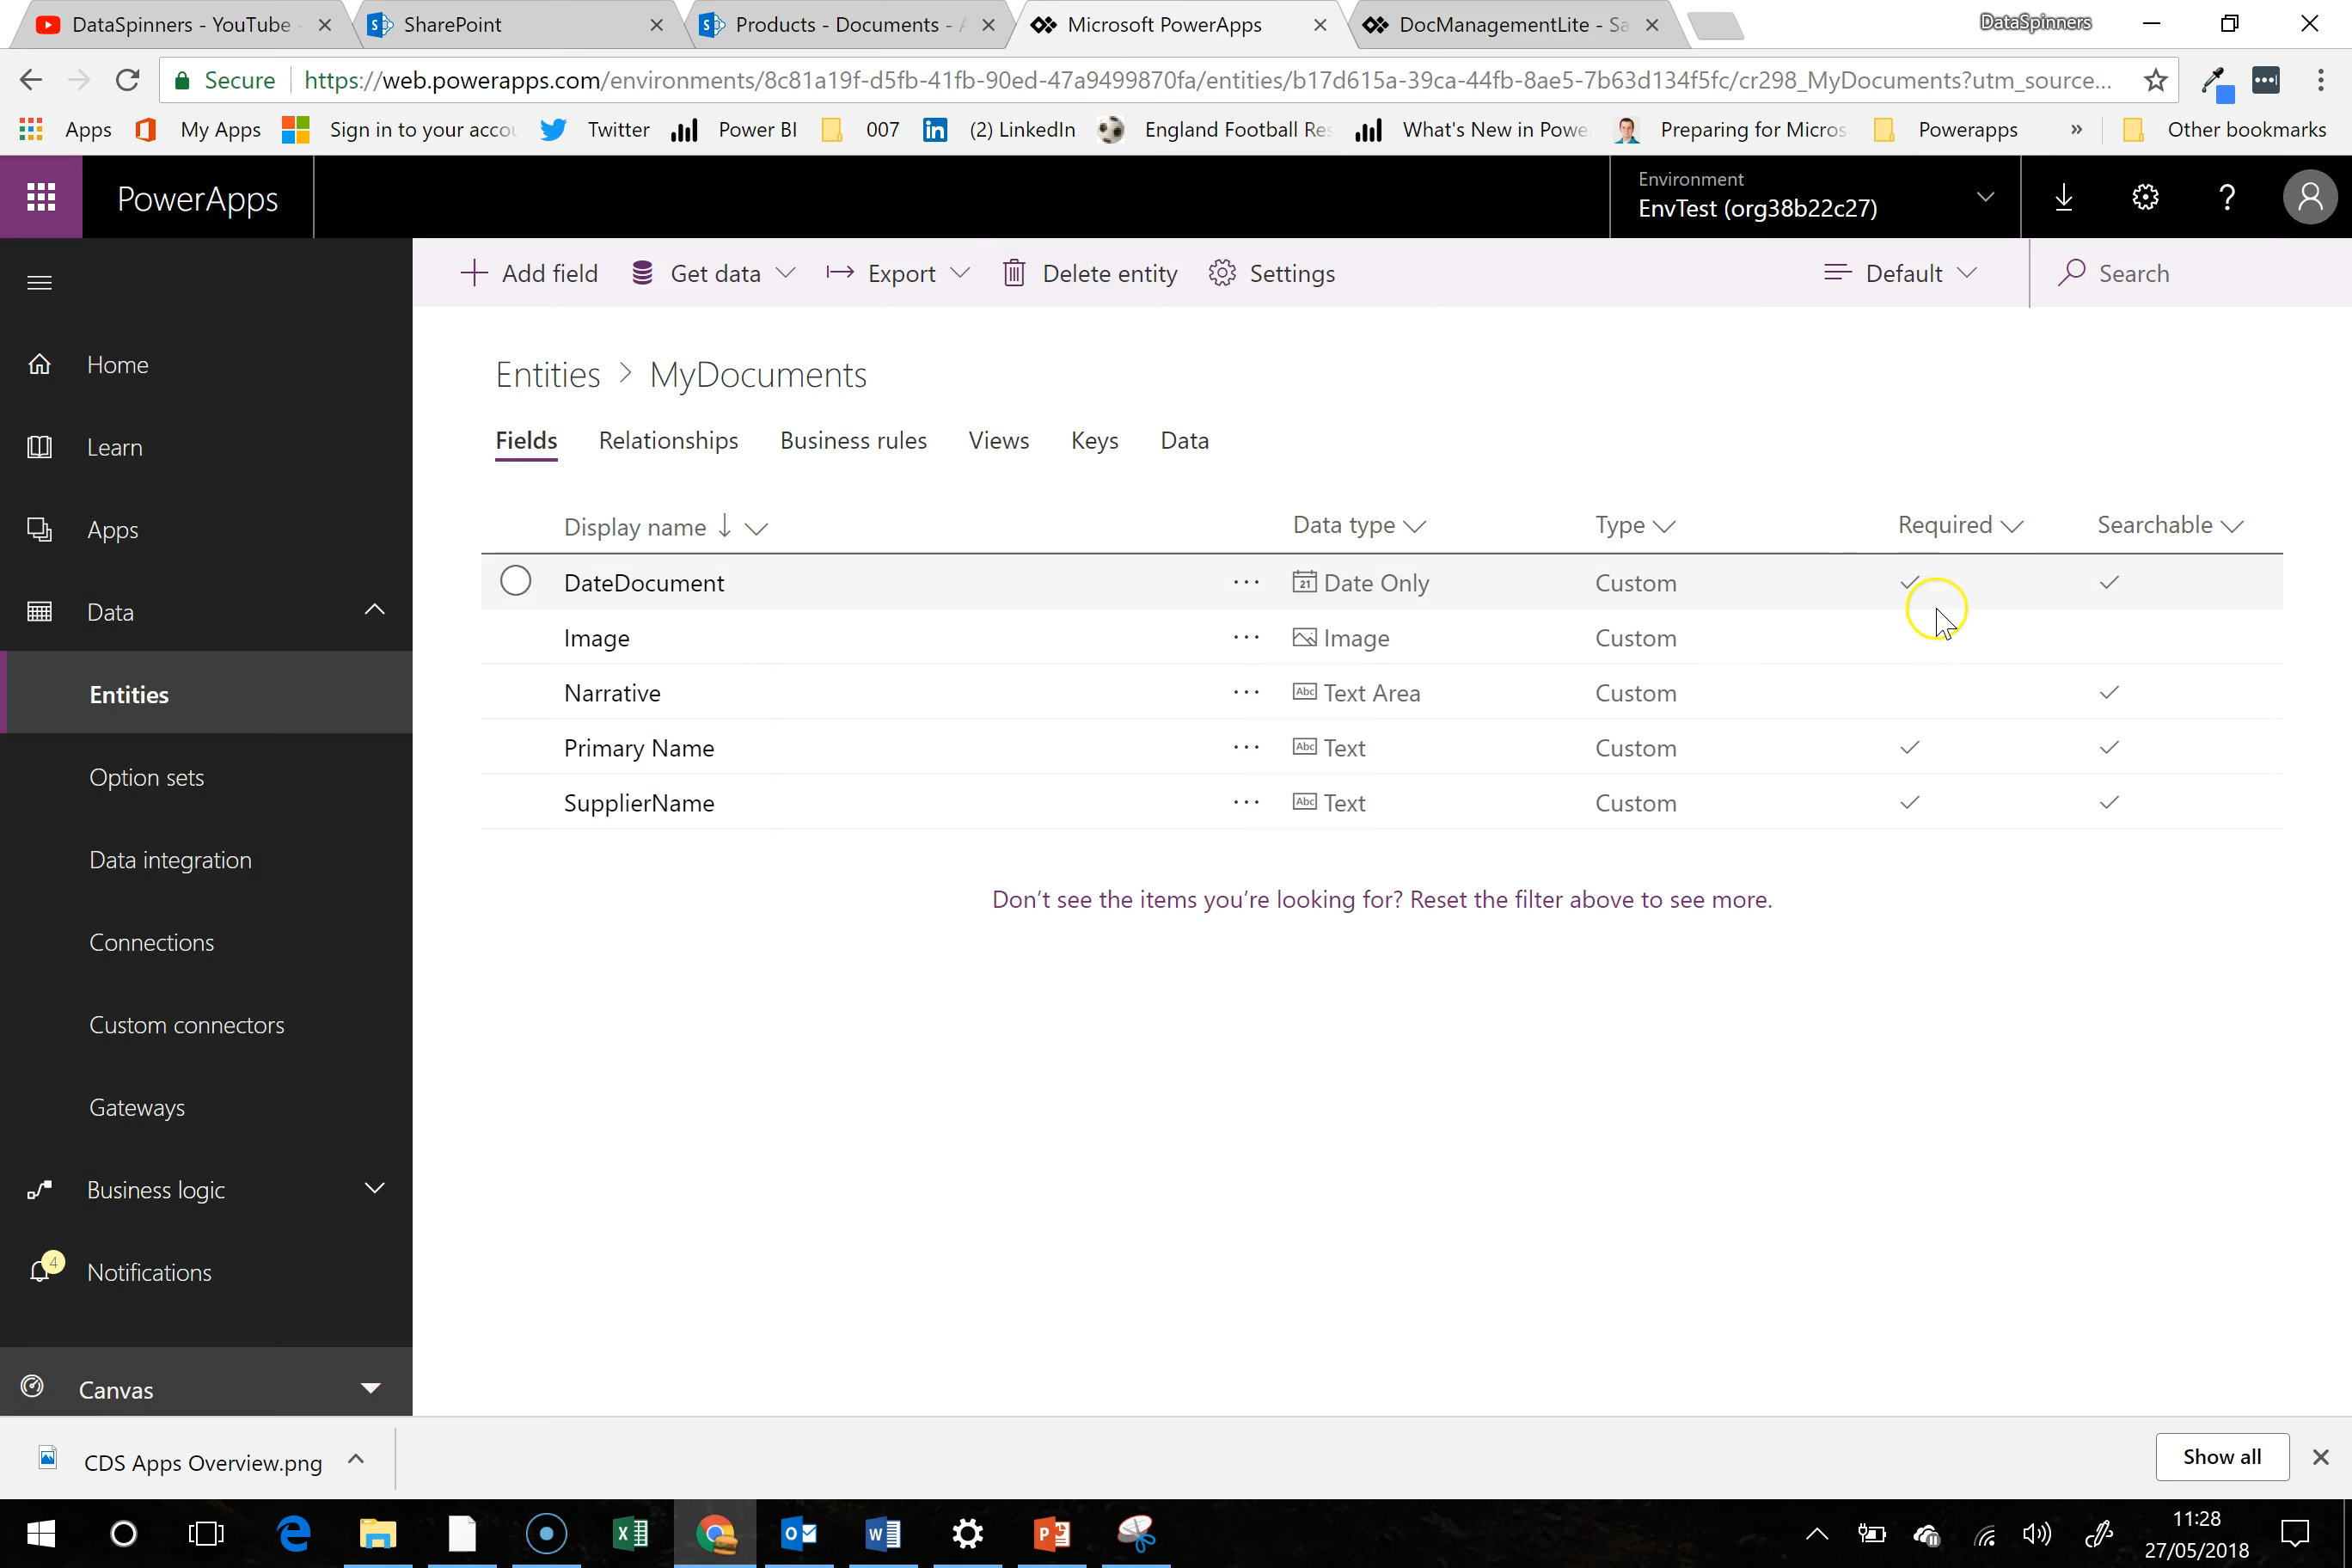 DataSpinners - YouTube
SharePoint
Products - Documents -
Microsoft PowerApps
DocManagementLite - Sa
DataSpinners
Secure
https://web.powerapps.com/environments/8c81a19f-d5fb-41fb-90ed-47a9499870fa/entities/b17d615a-39ca-44fb-8ae5-7b63d134f5fc/cr298_MyDocuments?utm_source...
Apps
My Apps
Sign in to your accou
Twitter
Power BI
007
(2) LinkedIn
England Football Res
What's New in Powe
Preparing for Micros
Powerapps
»
Other bookmarks
PowerApps
Environment
EnvTest (org38b22c27)
Add field
Get data
Export
Delete entity
Settings
Default
Search
Home
Learn
Apps
Data
Entities
Option sets
Data integration
Connections
Custom connectors
Gateways
Business logic
4
Notifications
Canvas
Entities > MyDocuments
Fields Relationships Business rules Views Keys Data
Display name Data type Type Required Searchable
DateDocument ... 21 Date Only Custom
Image ... Image Custom
Narrative ... Abc Text Area Custom
Primary Name ... Abc Text Custom
SupplierName ... Abc Text Custom
Don't see the items you're looking for? Reset the filter above to see more.
CDS Apps Overview.png
Show all
11:28
27/05/2018